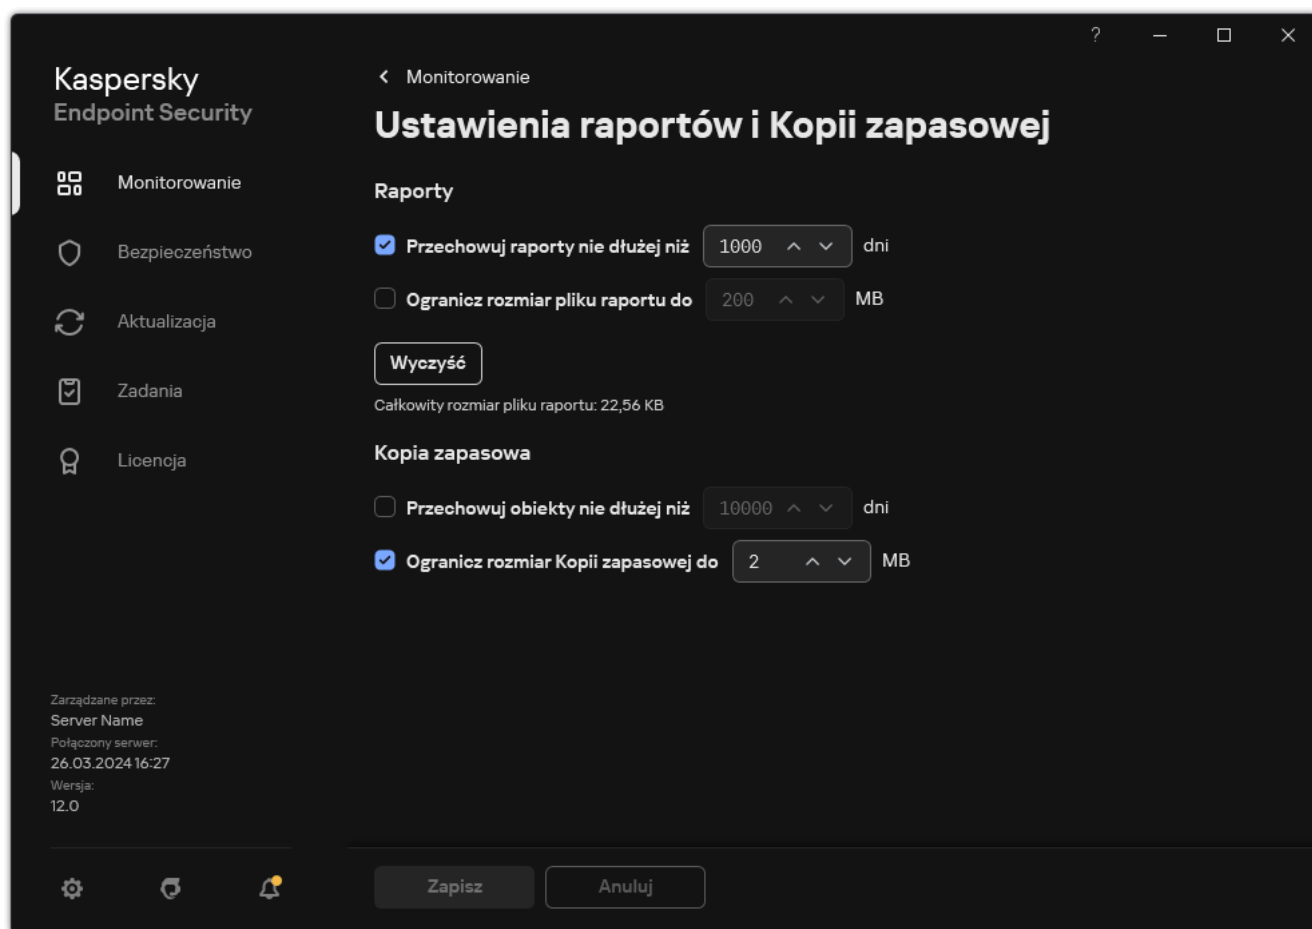 ?
Kaspersky
Endpoint Security
Monitorowanie
Bezpieczeństwo
Aktualizacja
Zadania
Licencja
Zarządzane przez:
Server Name
Połączony serwer:
26.03.2024 16:27
Wersja:
12.0
Monitorowanie
Ustawienia raportów i Kopii zapasowej
Raporty
Przechowuj raporty nie dłużej niż 1000 dni
Ogranicz rozmiar pliku raportu do 200 MB
Wyczyść
Całkowity rozmiar pliku raportu: 22,56 KB
Kopia zapasowa
Przechowuj obiekty nie dłużej niż 10000 dni
Ogranicz rozmiar Kopii zapasowej do 2 MB
Zapisz Anuluj